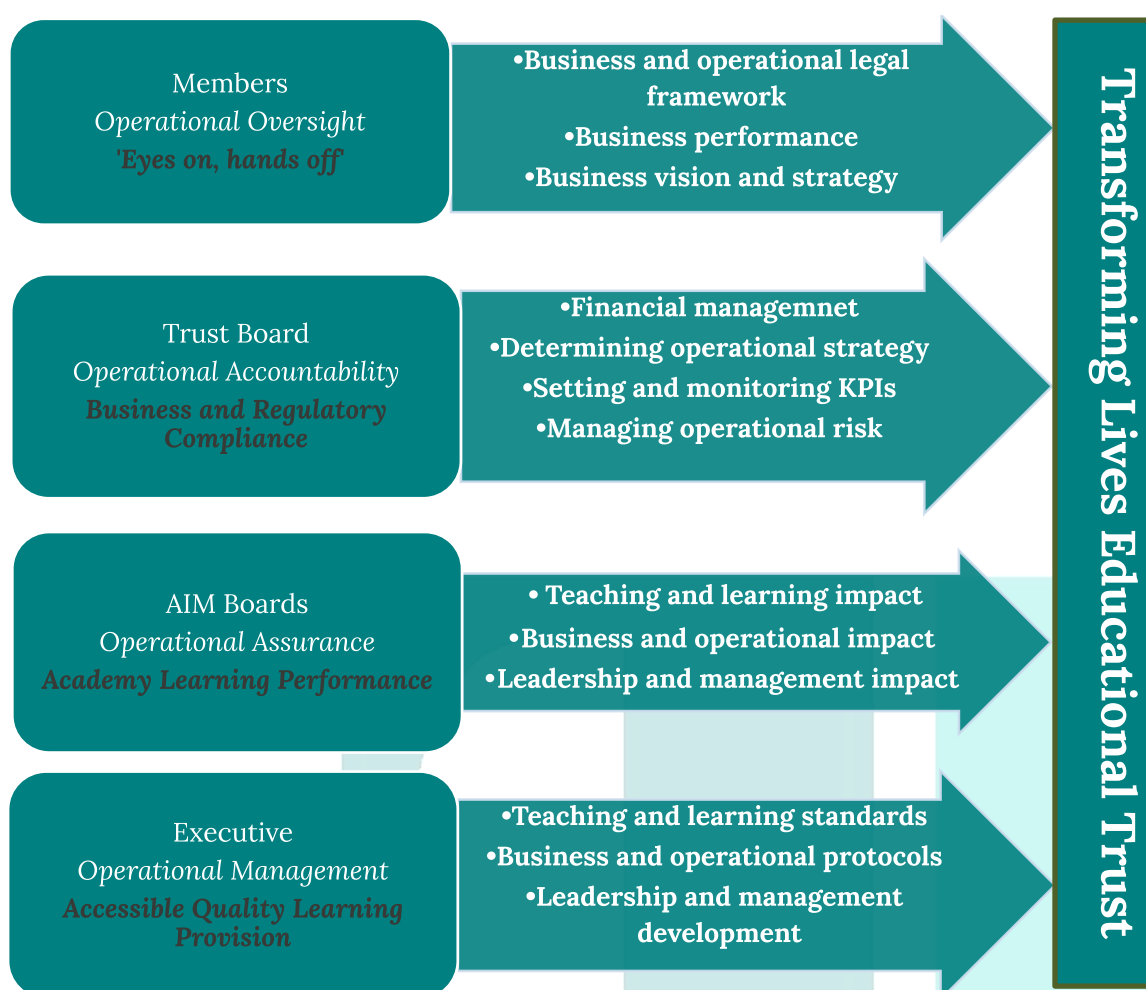 Members
Operational Oversight
'Eyes on, hands off'
•Business and operational legal
framework
•Business performance
•Business vision and strategy
Trust Board
Operational Accountability
Business and Regulatory
Compliance
•Financial managemnet
•Determining operational strategy
•Setting and monitoring KPIs
•Managing operational risk
AIM Boards
Operational Assurance
Academy Learning Performance
• Teaching and learning impact
•Business and operational impact
•Leadership and management impact
Executive
Operational Management
Accessible Quality Learning
Provision
•Teaching and learning standards
•Business and operational protocols
•Leadership and management
development
Transforming Lives Educational Trust